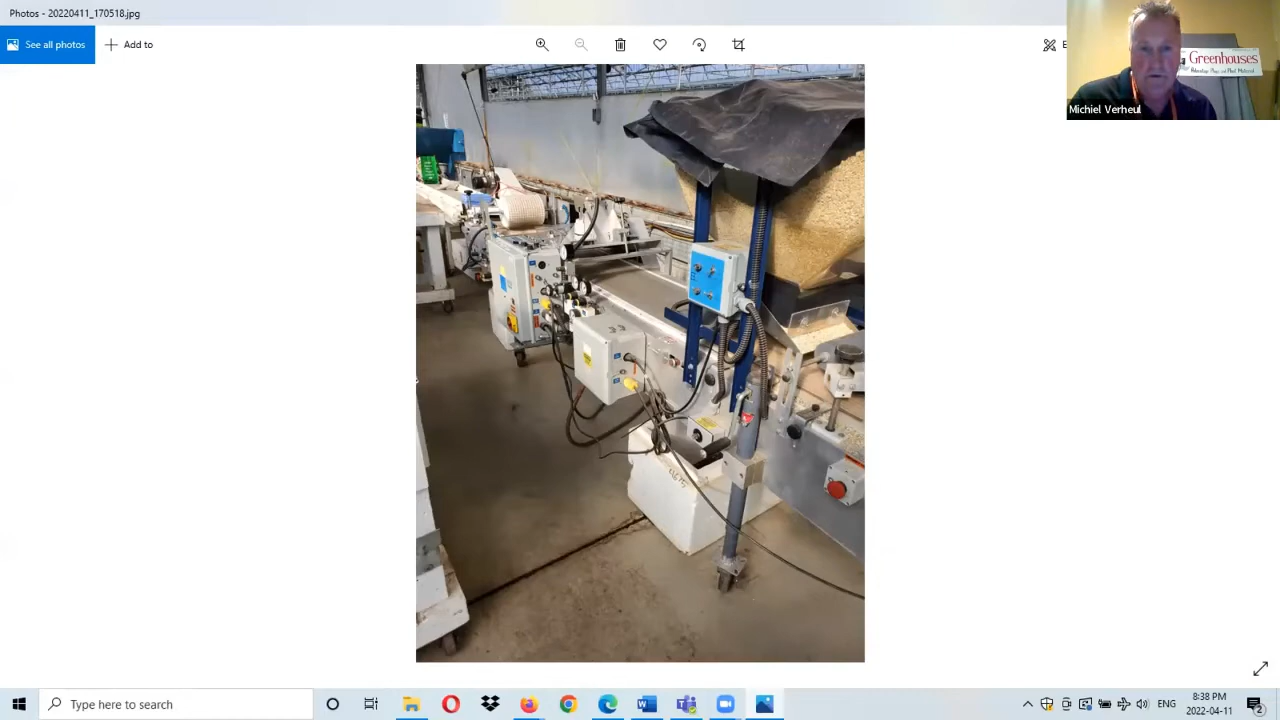 Photos - 20220411_170518.jpg
See all photos
Add to
Greenhouses
Michiel Verheul
Type here to search
ENG
8:38 PM
2022-04-11
2